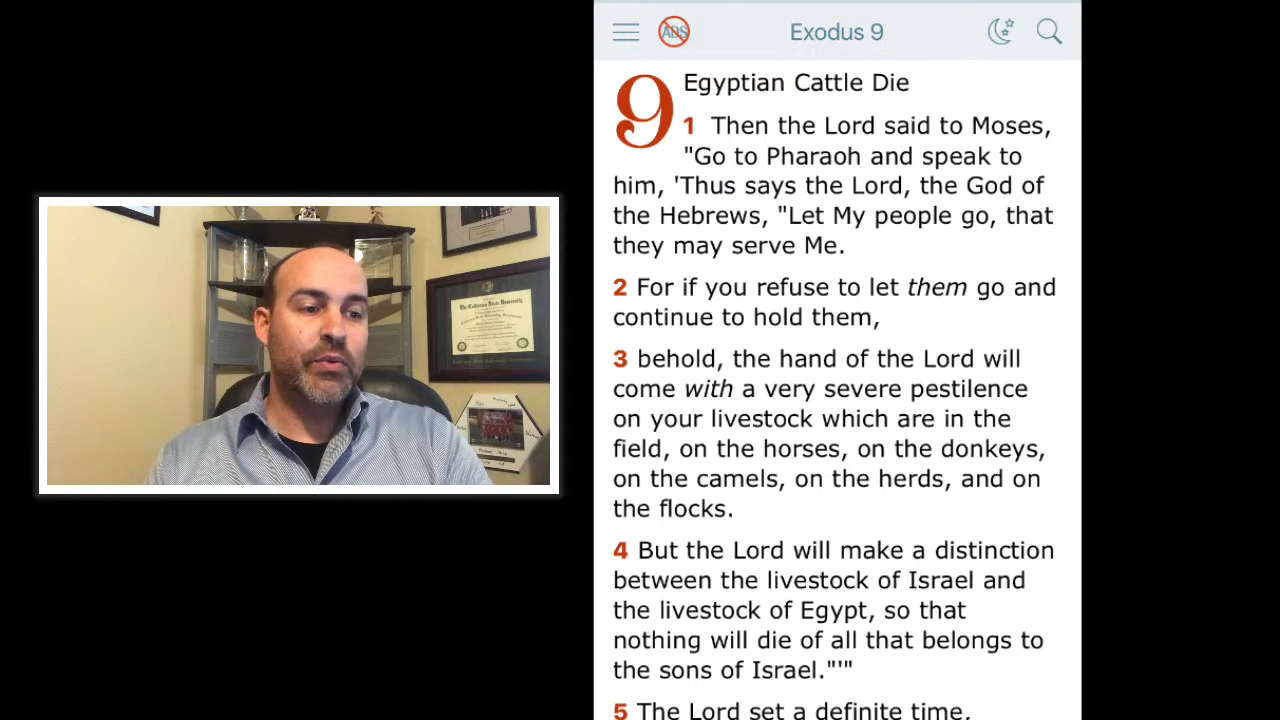 ADS
Exodus 9
9
Egyptian Cattle Die
1 Then the Lord said to Moses,
"Go to Pharaoh and speak to
him, 'Thus says the Lord, the God of
the Hebrews, "Let My people go, that
they may serve Me.
2 For if you refuse to let them go and
continue to hold them,
3 behold, the hand of the Lord will
come with a very severe pestilence
on your livestock which are in the
field, on the horses, on the donkeys,
on the camels, on the herds, and on
the flocks.
4 But the Lord will make a distinction
between the livestock of Israel and
the livestock of Egypt, so that
nothing will die of all that belongs to
the sons of Israel."'"
5 The Lord set a definite time,
The California State University